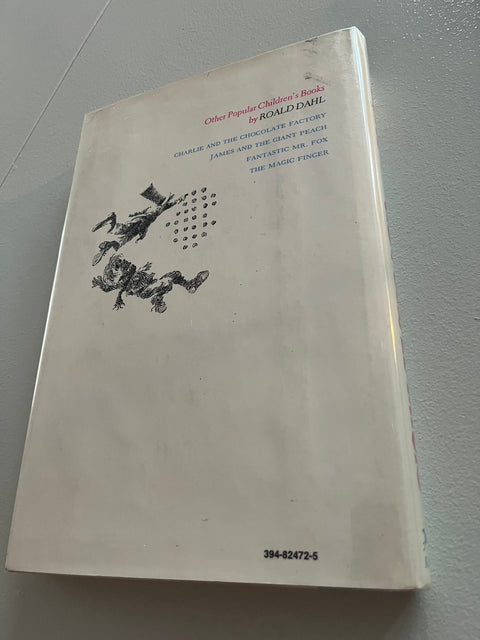 Other Popular Children's Books
by ROALD DAHL
CHARLIE AND THE CHOCOLATE FACTORY
JAMES AND THE GIANT PEACH
FANTASTIC MR. FOX
THE MAGIC FINGER
394-82472-5